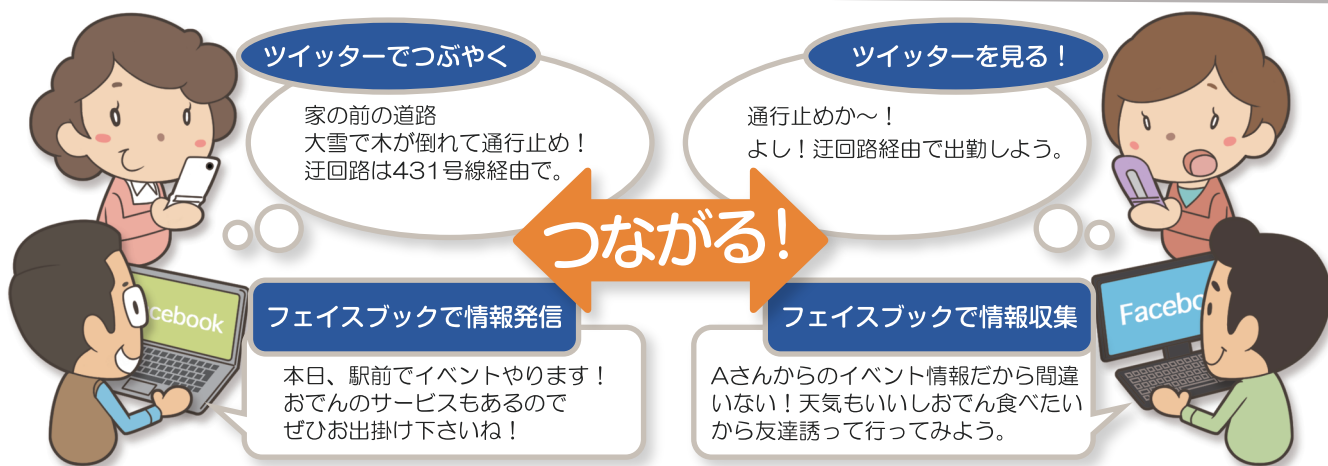 ツイッターでつぶやく
家の前の道路
大雪で木が倒れて通行止め！
迂回路は431号線経由で。
ツイッターを見る！
通行止めか～！
よし！迂回路経由で出勤しよう。
つながる！
cebook
フェイスブックで情報発信
本日、駅前でイベントやります！
おでんのサービスもあるので
ぜひお出掛け下さいね！
フェイスブックで情報収集
Aさんからのイベント情報だから間違
いない！天気もいいしおでん食べたい
から友達誘って行ってみよう。
Facebo